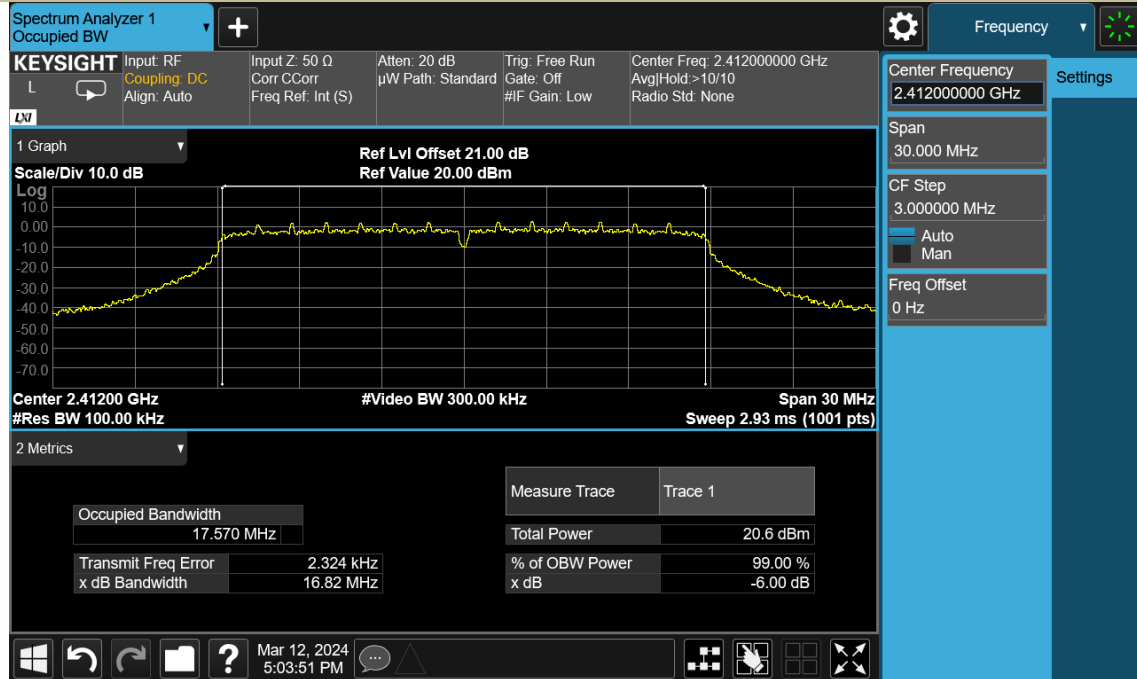 Spectrum Analyzer 1
Occupied BW
+
Frequency
KEYSIGHT
L
LXI
Input: RF
Coupling: DC
Align: Auto
Input Z: 50 Ω
Corr CCorr
Freq Ref: Int (S)
Atten: 20 dB
µW Path: Standard
Trig: Free Run
Gate: Off
#IF Gain: Low
Center Freq: 2.412000000 GHz
Avg|Hold:>10/10
Radio Std: None
Center Frequency
2.412000000 GHz
Settings
Span
30.000 MHz
CF Step
3.000000 MHz
Auto
Man
Freq Offset
0 Hz
1 Graph
Scale/Div 10.0 dB
Ref Lvl Offset 21.00 dB
Ref Value 20.00 dBm
Log
10.0
0.00
-10.0
-20.0
-30.0
-40.0
-50.0
-60.0
-70.0
Center 2.41200 GHz
#Video BW 300.00 kHz
Span 30 MHz
#Res BW 100.00 kHz
Sweep 2.93 ms (1001 pts)
2 Metrics
Measure Trace Trace 1
Occupied Bandwidth
17.570 MHz
Total Power 20.6 dBm
Transmit Freq Error 2.324 kHz
% of OBW Power 99.00 %
x dB Bandwidth 16.82 MHz
x dB -6.00 dB
?
Mar 12, 2024
5:03:51 PM